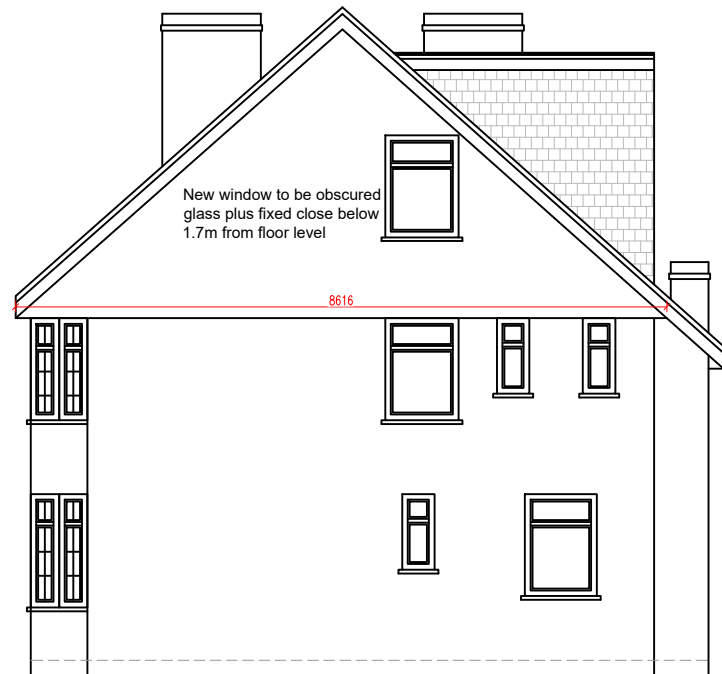 New window to be obscured
glass plus fixed close below
1.7m from floor level
8616